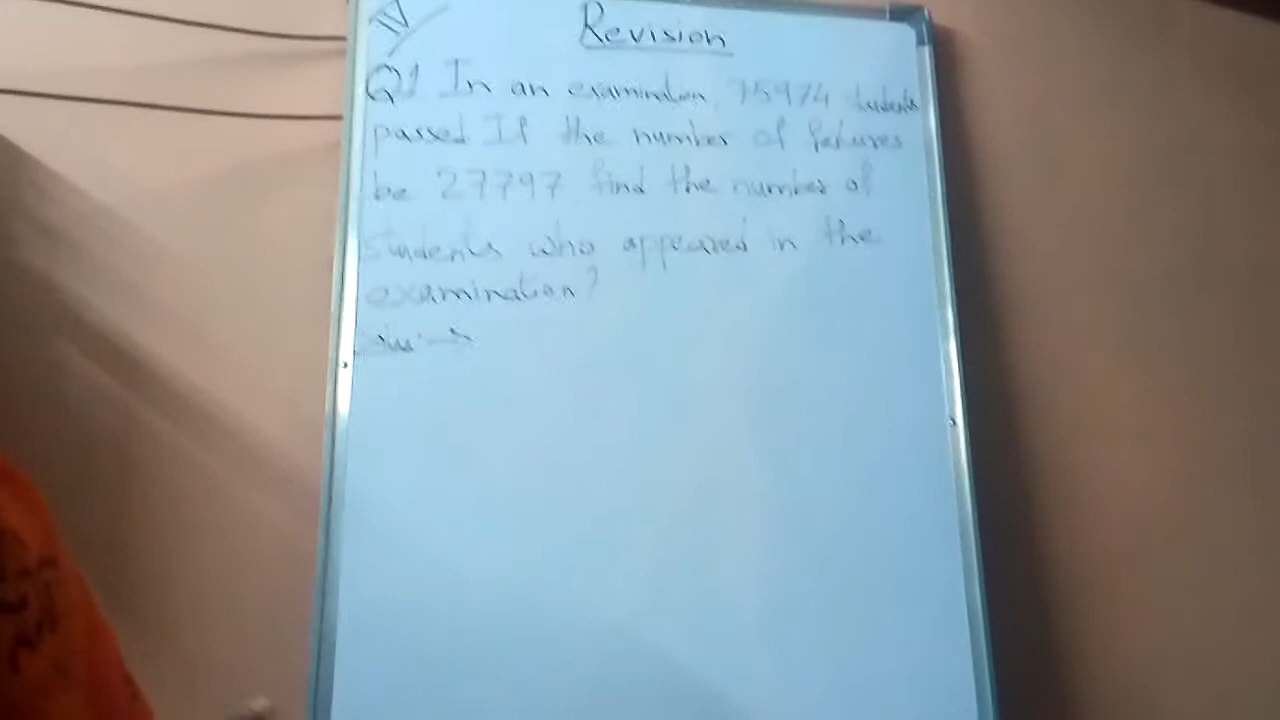 IV
Revision
Q1 In an examination, 75974 students
passed If the number of failures
be 27797 find the number of
students who appeared in the
examination?